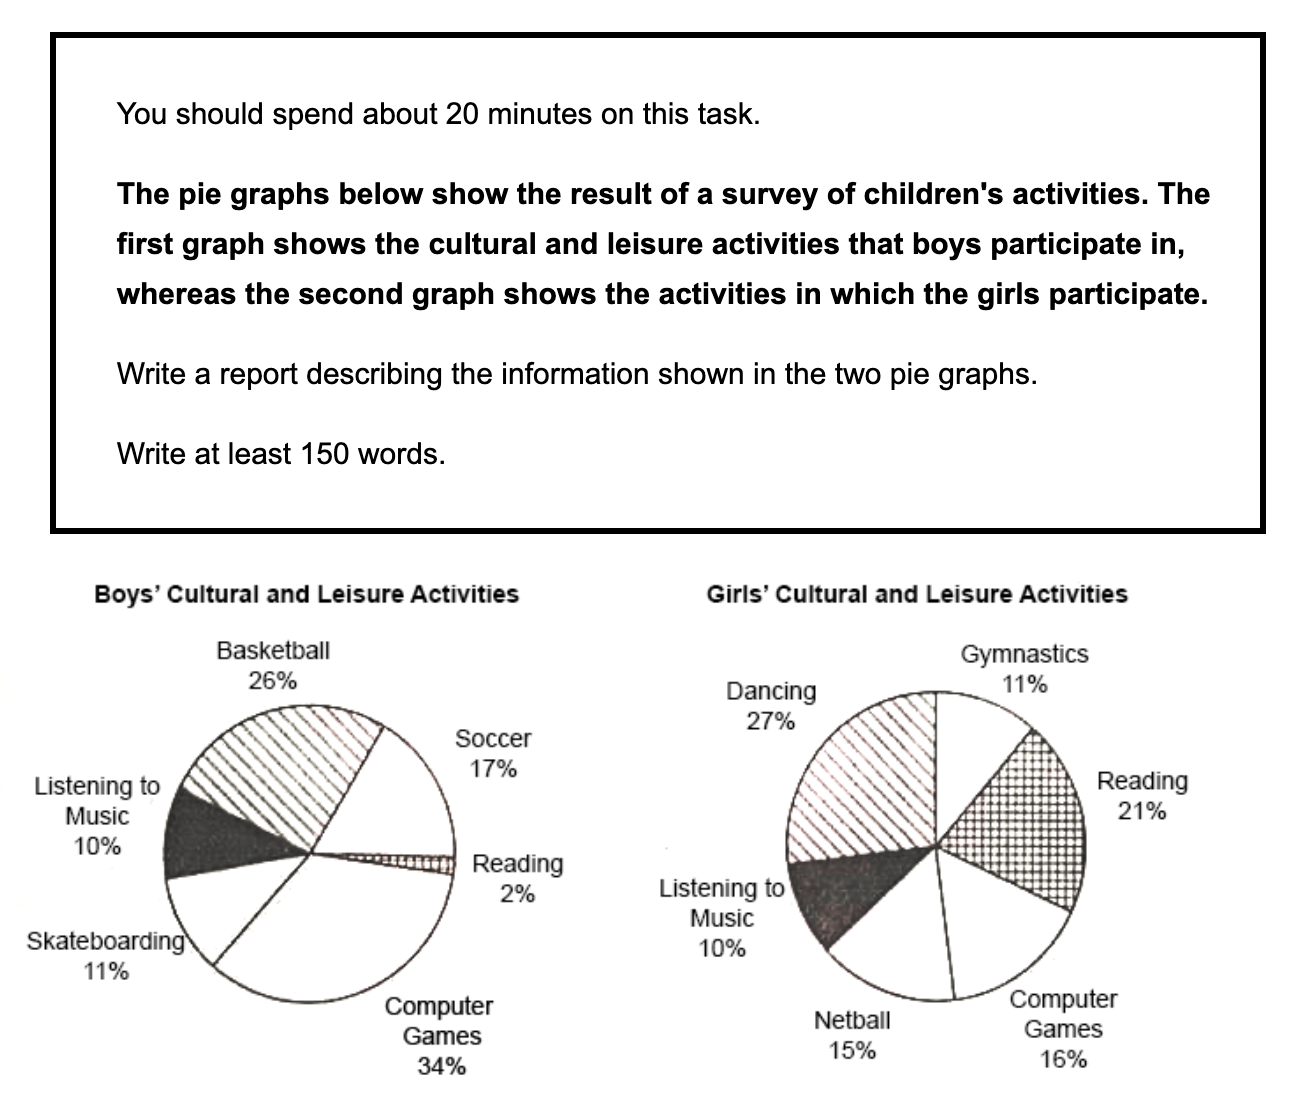 You should spend about 20 minutes on this task.
The pie graphs below show the result of a survey of children's activities. The
first graph shows the cultural and leisure activities that boys participate in,
whereas the second graph shows the activities in which the girls participate.
Write a report describing the information shown in the two pie graphs.
Write at least 150 words.
Boys' Cultural and Leisure Activities
Basketball
26%
Soccer
17%
Listening to
Music
10%
Reading
2%
Skateboarding
11%
Computer
Games
34%
Girls' Cultural and Leisure Activities
Gymnastics
11%
Dancing
27%
Reading
21%
Listening to
Music
10%
Netball
15%
Computer
Games
16%